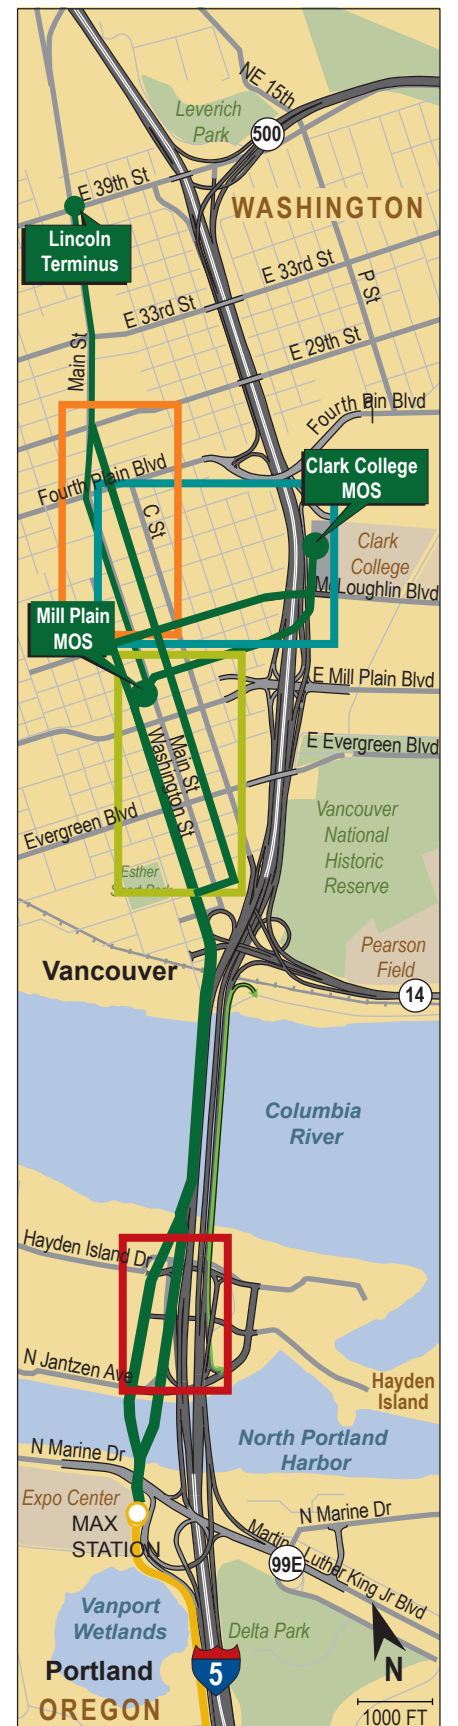 NE 15th
Leverich
Park
500
E 39th St
WASHINGTON
Lincoln
Terminus
E 33rd St
P St
E 33rd St
Main St
E 29th St
Fourth Plain Blvd
Fourth Plain Blvd
Clark College
MOS
C St
Clark
College
McLoughlin Blvd
Mill Plain
MOS
E Mill Plain Blvd
E Evergreen Blvd
Main St
Washington St
Evergreen Blvd
Vancouver
National
Historic
Reserve
Esther
Short Park
Pearson
Field
Vancouver
14
Columbia
River
Hayden Island Dr
N Jantzen Ave
Hayden
Island
North Portland
Harbor
N Marine Dr
Expo Center
N Marine Dr
MAX
STATION
Martin Luther King Jr Blvd
99E
Vanport
Wetlands
Delta Park
Portland
5
N
OREGON
1000 FT